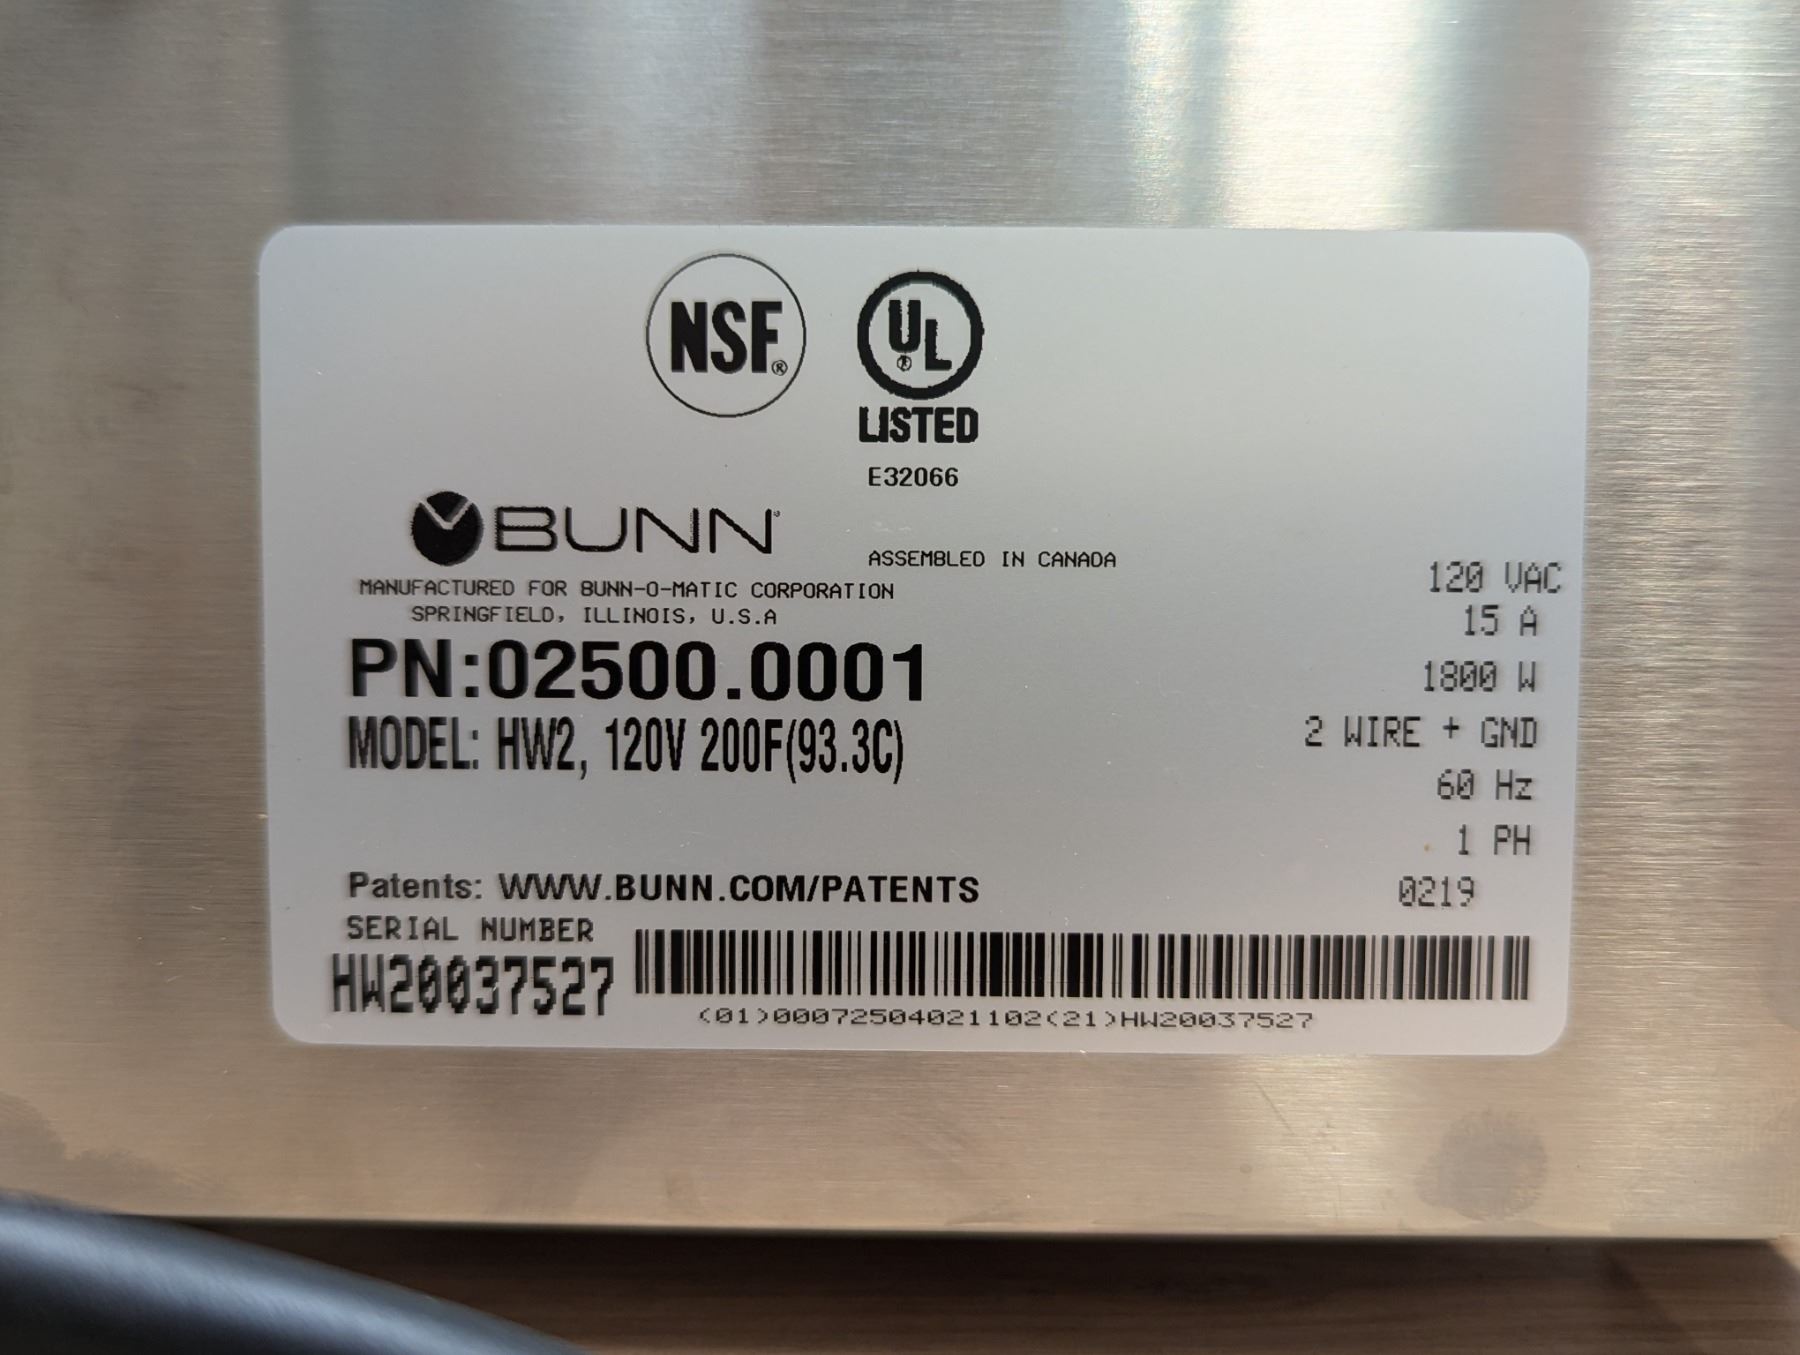 NSF®
UL®
LISTED
E32066
BUNN®
ASSEMBLED IN CANADA
MANUFACTURED FOR BUNN-O-MATIC CORPORATION
SPRINGFIELD, ILLINOIS, U.S.A
PN:02500.0001
MODEL: HW2, 120V 200F(93.3C)
120 VAC
15 A
1800 W
2 WIRE + GND
60 Hz
1 PH
0219
Patents: WWW.BUNN.COM/PATENTS
SERIAL NUMBER
HW20037527
(01)00072504021102(21)HW20037527